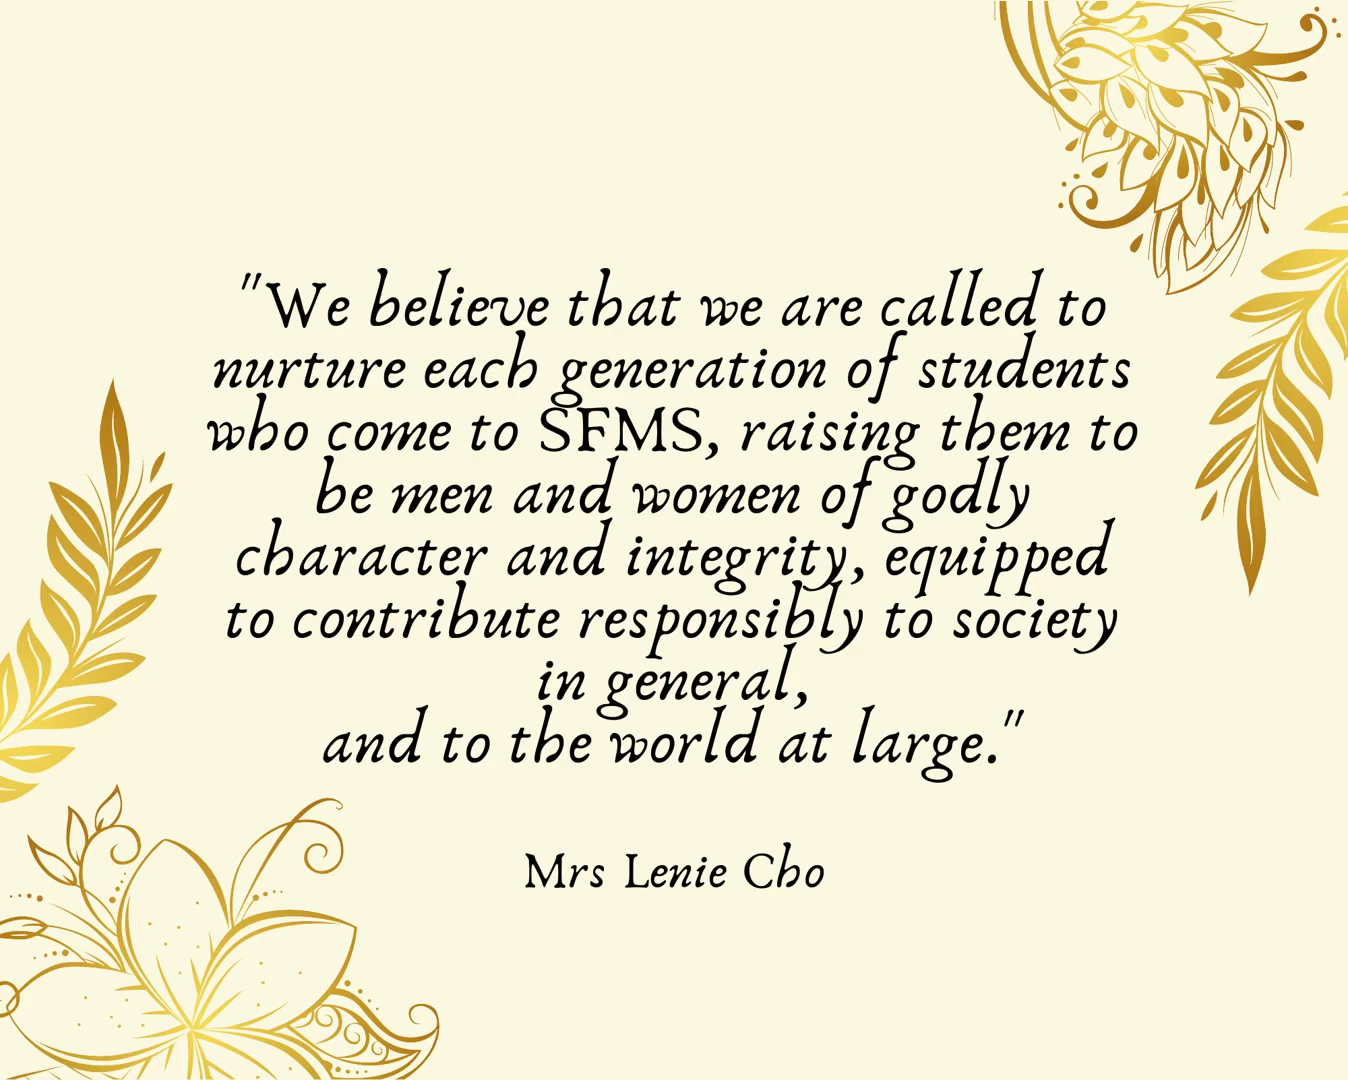 "We believe that we are called to
nurture each generation of students
who come to SFMS, raising them to
be men and women of godly
character and integrity, equipped
to contribute responsibly to society
in general,
and to the world at large."
Mrs Lenie Cho